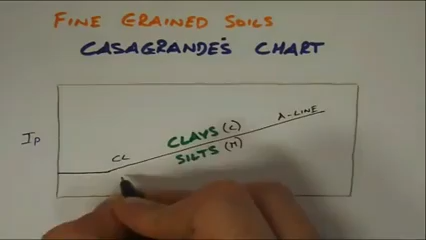 FINE GRAINED SOILS
CASAGRANDE'S CHART
A-LINE
CLAYS (C)
SILTS (M)
CL
IP